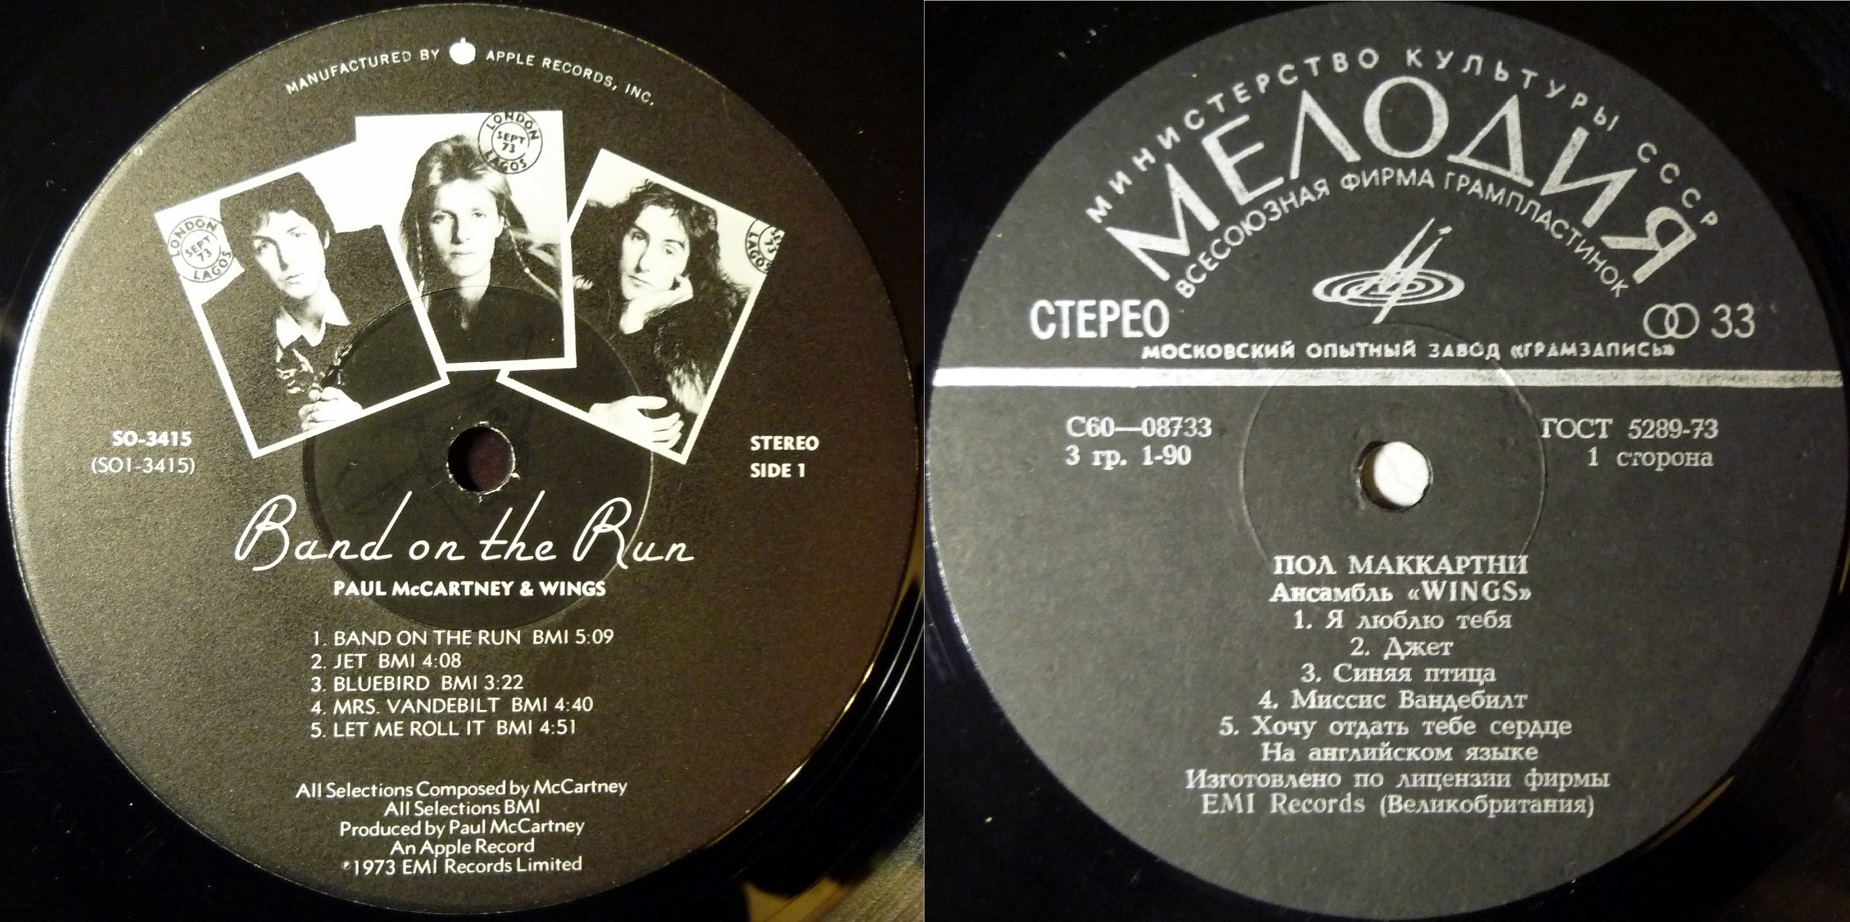 MANUFACTURED BY APPLE RECORDS, INC.
LONDON
SEPT
73
LAGOS
LONDON
SEPT
73
LAGOS
SEPT
73
LAGOS
SO-3415
(SO1-3415)
STEREO
SIDE 1
Band on the Run
PAUL McCARTNEY & WINGS
1. BAND ON THE RUN BMI 5:09
2. JET BMI 4:08
3. BLUEBIRD BMI 3:22
4. MRS. VANDEBILT BMI 4:40
5. LET ME ROLL IT BMI 4:51
All Selections Composed by McCartney
All Selections BMI
Produced by Paul McCartney
An Apple Record
℗1973 EMI Records Limited
МИНИСТЕРСТВО КУЛЬТУРЫ СССР
МЕЛОДИЯ
ВСЕСОЮЗНАЯ ФИРМА ГРАМПЛАСТИНОК
СТЕРЕО
33
МОСКОВСКИЙ ОПЫТНЫЙ ЗАВОД «ГРАМЗАПИСЬ»
С60—08733
3 гр. 1-90
ГОСТ 5289-73
1 сторона
ПОЛ МАККАРТНИ
Ансамбль «WINGS»
1. Я люблю тебя
2. Джет
3. Синяя птица
4. Миссис Вандебилт
5. Хочу отдать тебе сердце
На английском языке
Изготовлено по лицензии фирмы
EMI Records (Великобритания)